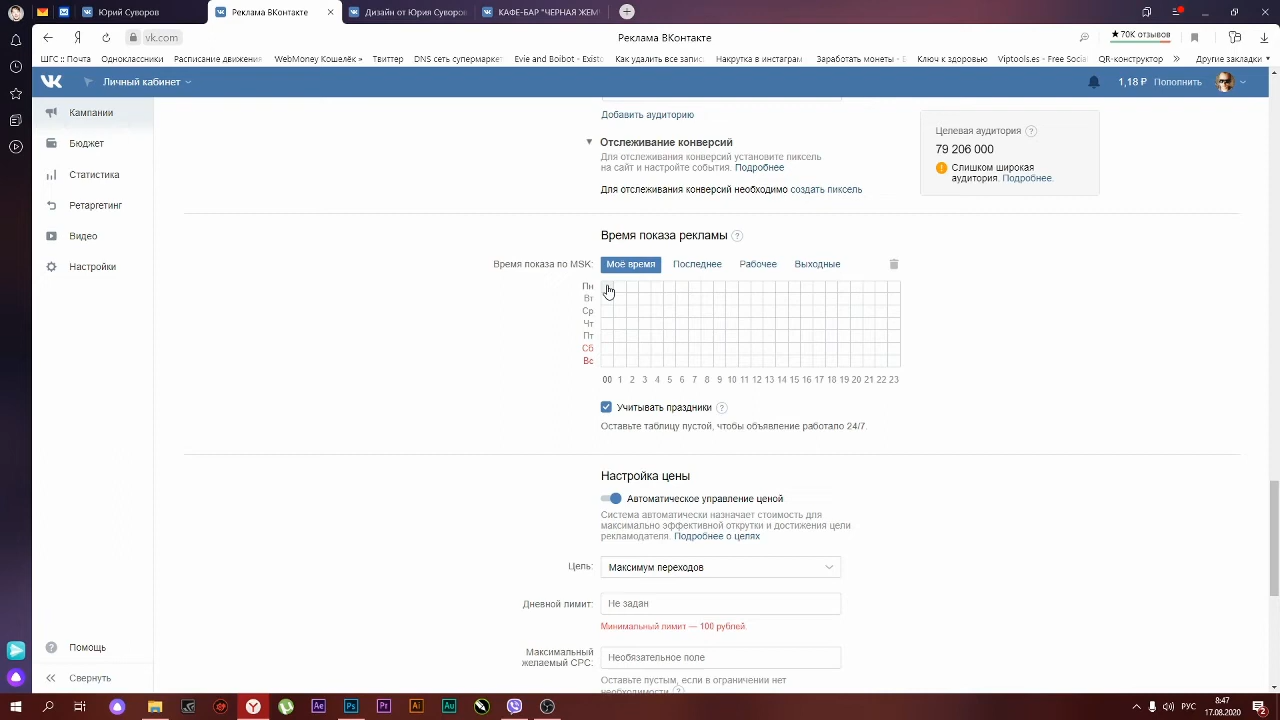 Юрий Суворов
Реклама ВКонтакте
Дизайн от Юрия Суворов
КАФЕ-БАР "ЧЕРНАЯ ЖЕМ
vk.com
Реклама ВКонтакте
★70K отзывов
ШГС :: Почта
Одноклассники
Расписание движения
WebMoney Кошелёк »
Твиттер
DNS сеть супермаркет
Evie and Boibot - Existo
Как удалить все запис
Накрутка в инстаграм
Заработать монеты - Б
Ключ к здоровью
Viptools.es - Free Social
QR-конструктор
»
Другие закладки
Личный кабинет
1,18 ₽
Пополнить
Кампании
Бюджет
Статистика
Ретаргетинг
Видео
Настройки
Помощь
Свернуть
Добавить аудиторию
Отслеживание конверсий
Для отслеживания конверсий установите пиксель
на сайт и настройте события. Подробнее
Для отслеживания конверсий необходимо создать пиксель
Целевая аудитория ?
79 206 000
Слишком широкая
аудитория. Подробнее.
Время показа рекламы ?
Время показа по MSK:
Моё время
Последнее
Рабочее
Выходные
Пн
Вт
Ср
Чт
Пт
Сб
Вс
00 1 2 3 4 5 6 7 8 9 10 11 12 13 14 15 16 17 18 19 20 21 22 23
Учитывать праздники ?
Оставьте таблицу пустой, чтобы объявление работало 24/7.
Настройка цены
Автоматическое управление ценой
Система автоматически назначает стоимость для
максимально эффективной открутки и достижения цели
рекламодателя. Подробнее о целях
Цель:
Максимум переходов
Дневной лимит:
Не задан
Минимальный лимит — 100 рублей.
Максимальный
желаемый CPC:
Необязательное поле
Оставьте пустым, если в ограничении нет
необходимости ?
Ae
Ps
Pr
Ai
Au
РУС
8:47
17.08.2020
2